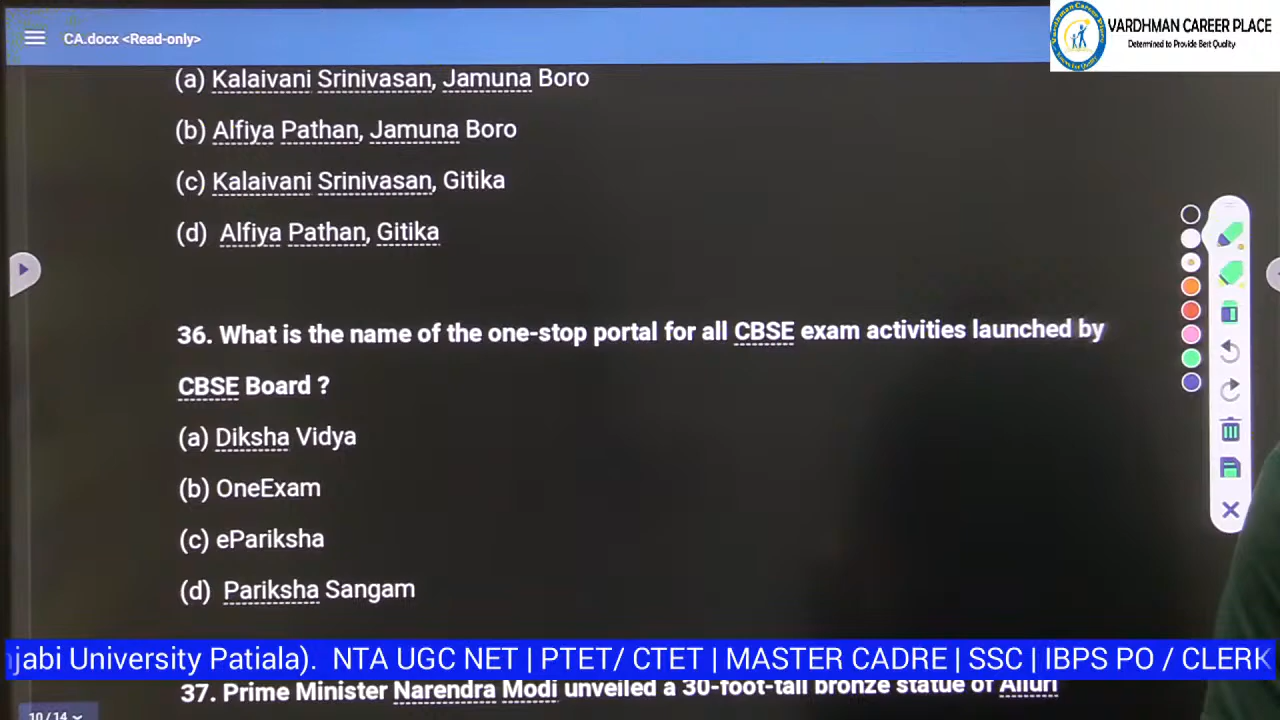 CA.docx <Read-only>
VARDHMAN CAREER PLACE
Determined to Provide Bert Quality
(a) Kalaivani Srinivasan, Jamuna Boro
(b) Alfiya Pathan, Jamuna Boro
(c) Kalaivani Srinivasan, Gitika
(d) Alfiya Pathan, Gitika
36. What is the name of the one-stop portal for all CBSE exam activities launched by
CBSE Board ?
(a) Diksha Vidya
(b) OneExam
(c) ePariksha
(d) Pariksha Sangam
njabi University Patiala). NTA UGC NET | PTET/ CTET | MASTER CADRE | SSC | IBPS PO / CLERK
37. Prime Minister Narendra Modi unveiled a 30-foot-tall bronze statue of Alluri
10/14